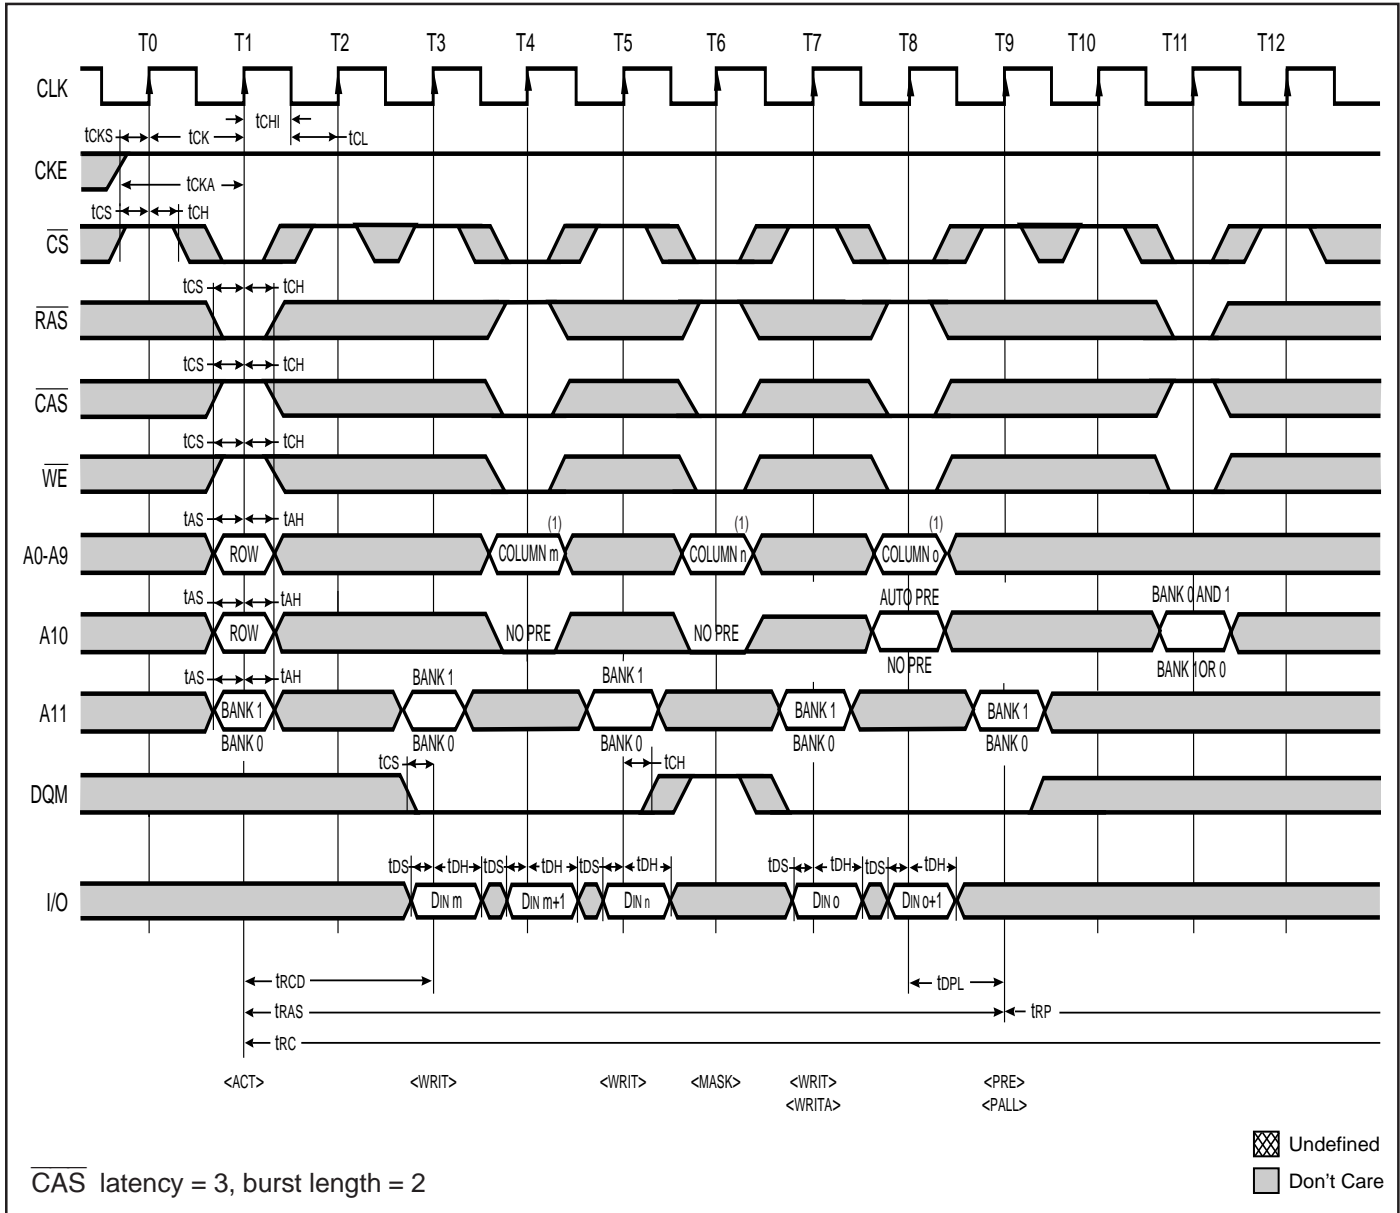 T0 T1 T2 T3 T4 T5 T6 T7 T8 T9 T10 T11 T12
CLK
tCHI
tCKS tCK tCL
CKE
tCKA
tCS tCH
CS
tCS tCH
RAS
tCS tCH
CAS
tCS tCH
WE
tAS tAH (1) (1) (1)
A0-A9 ROW COLUMN m COLUMN n COLUMN o
tAS tAH AUTO PRE BANK 0 AND 1
A10 ROW NO PRE NO PRE
NO PRE BANK 1 OR 0
tAS tAH BANK 1 BANK 1
A11 BANK 1 BANK 1 BANK 1
BANK 0 BANK 0 BANK 0 BANK 0 BANK 0
tCS tCH
DQM
tDS tDH tDS tDH tDS tDH tDS tDH tDS tDH
I/O DIN m DIN m+1 DIN n DIN o DIN o+1
tRCD tDPL
tRAS tRP
tRC
<ACT> <WRIT> <WRIT> <MASK> <WRIT> <PRE>
<WRITA> <PALL>
Undefined
CAS latency = 3, burst length = 2 Don't Care